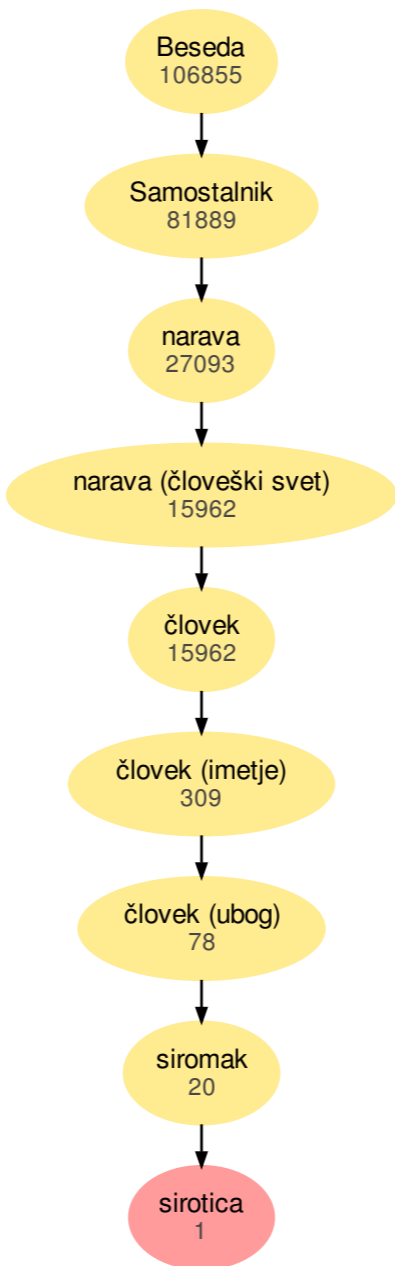 Beseda
106855
Samostalnik
81889
narava
27093
narava (človeški svet)
15962
človek
15962
človek (imetje)
309
človek (ubog)
78
siromak
20
sirotica
1